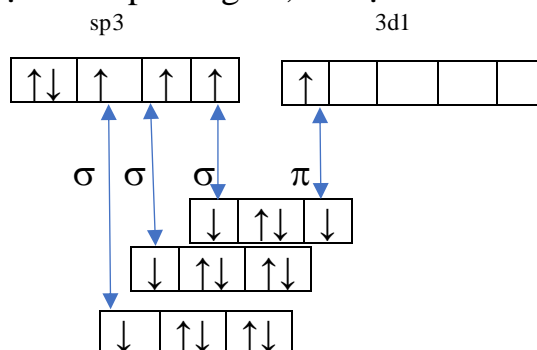 sp3 3d1
↑↓ ↑ ↑ ↑ ↑
σ σ σ π
↓ ↑↓ ↓
↓ ↑↓ ↑↓
↓ ↑↓ ↑↓